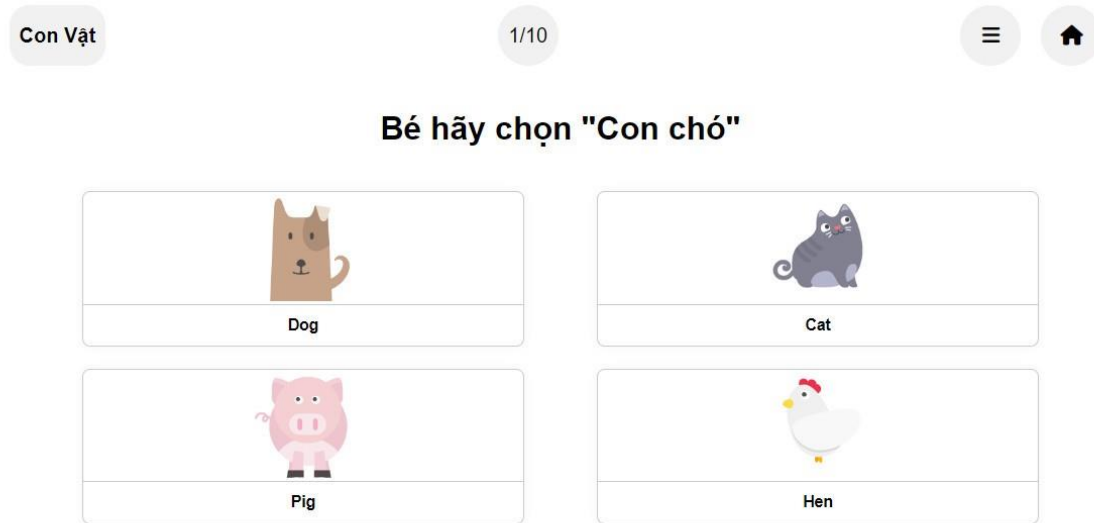 Con Vật
1/10
Bé hãy chọn "Con chó"
Dog
Cat
Pig
Hen